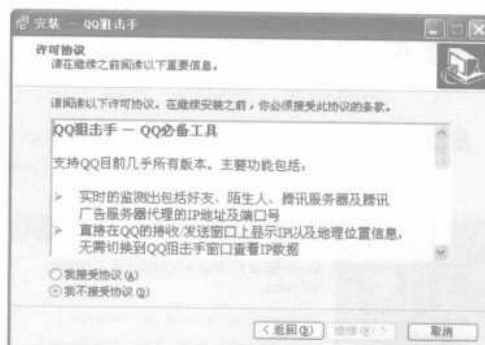 安装 - QQ狙击手
许可协议
请在继续之前阅读以下重要信息。
请阅读以下许可协议。在继续安装之前，你必须接受此协议的条款。
QQ狙击手 — QQ必备工具
支持QQ目前几乎所有版本。主要功能包括：
➢ 实时的监测出包括好友、陌生人、腾讯服务器及腾讯
广告服务器代理的IP地址及端口号
➢ 直接在QQ的接收/发送窗口上显示IP以及地理位置信息，
无需切换到QQ狙击手窗口查看IP数据
我接受协议(A)
我不接受协议(D)
< 返回(B)
继续(N) >
取消